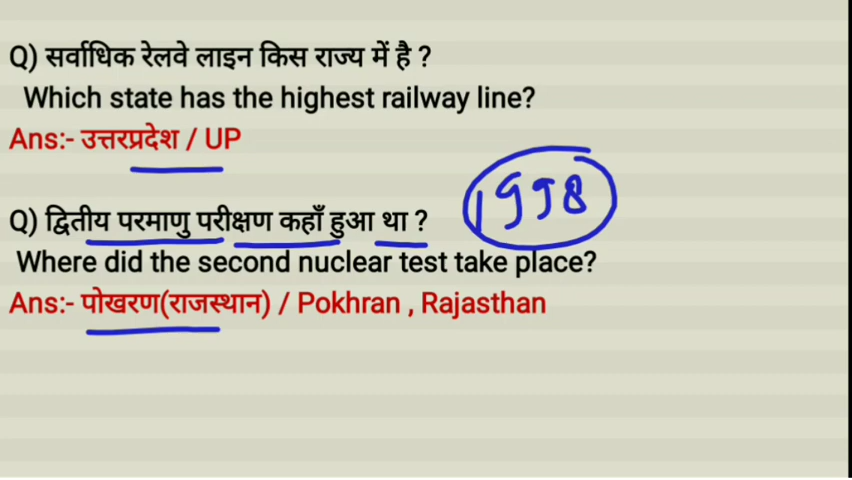 Q) सर्वाधिक रेलवे लाइन किस राज्य में है ?
Which state has the highest railway line?
Ans:- उत्तरप्रदेश / UP
Q) द्वितीय परमाणु परीक्षण कहाँ हुआ था ?
1998
Where did the second nuclear test take place?
Ans:- पोखरण(राजस्थान) / Pokhran , Rajasthan